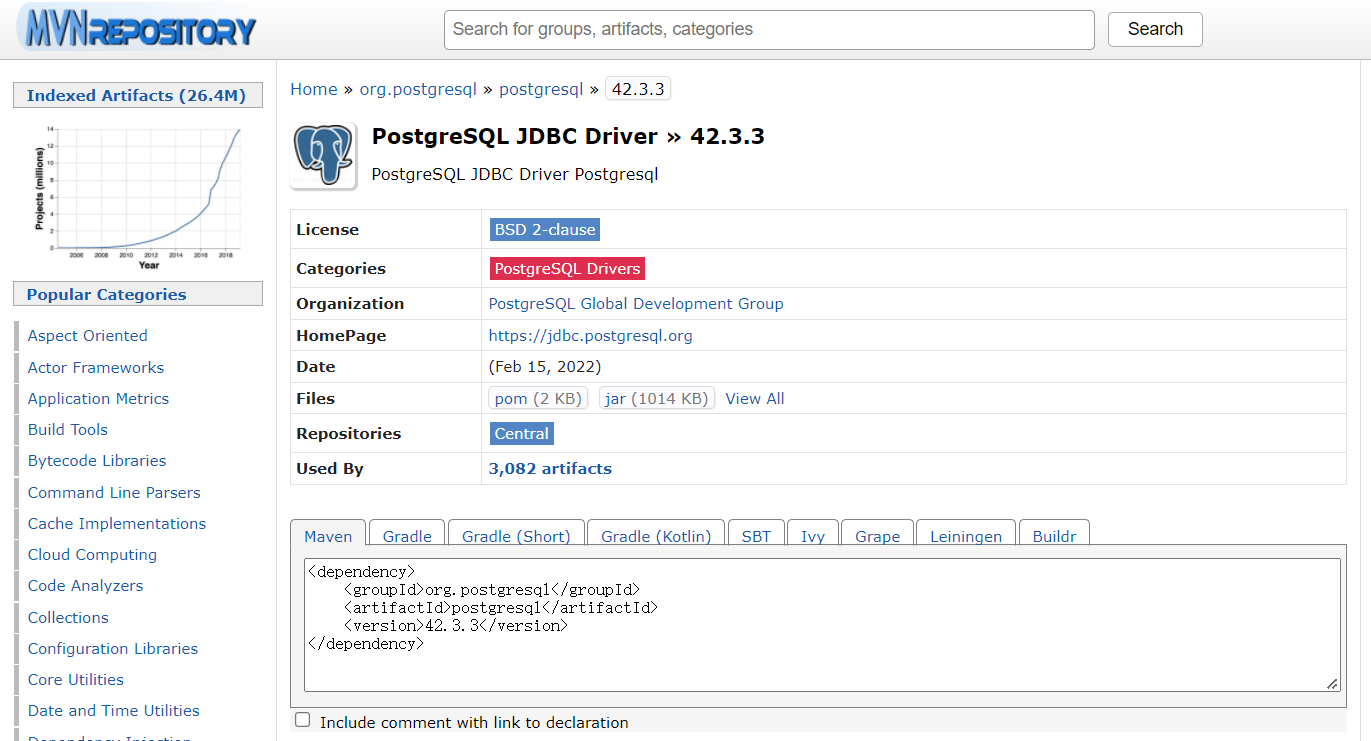 MVNREPOSITORY
Search for groups, artifacts, categories
Search
Indexed Artifacts (26.4M)
Projects (millions)
14
12
10
8
6
4
2
0
2006 2008 2010 2012 2014 2016 2018
Year
Popular Categories
Aspect Oriented
Actor Frameworks
Application Metrics
Build Tools
Bytecode Libraries
Command Line Parsers
Cache Implementations
Cloud Computing
Code Analyzers
Collections
Configuration Libraries
Core Utilities
Date and Time Utilities
Dependency Injection
Home » org.postgresql » postgresql » 42.3.3
PostgreSQL JDBC Driver » 42.3.3
PostgreSQL JDBC Driver Postgresql
License BSD 2-clause
Categories PostgreSQL Drivers
Organization PostgreSQL Global Development Group
HomePage https://jdbc.postgresql.org
Date (Feb 15, 2022)
Files pom (2 KB) jar (1014 KB) View All
Repositories Central
Used By 3,082 artifacts
Maven Gradle Gradle (Short) Gradle (Kotlin) SBT Ivy Grape Leiningen Buildr
<dependency>
    <groupId>org.postgresql</groupId>
    <artifactId>postgresql</artifactId>
    <version>42.3.3</version>
</dependency>
Include comment with link to declaration